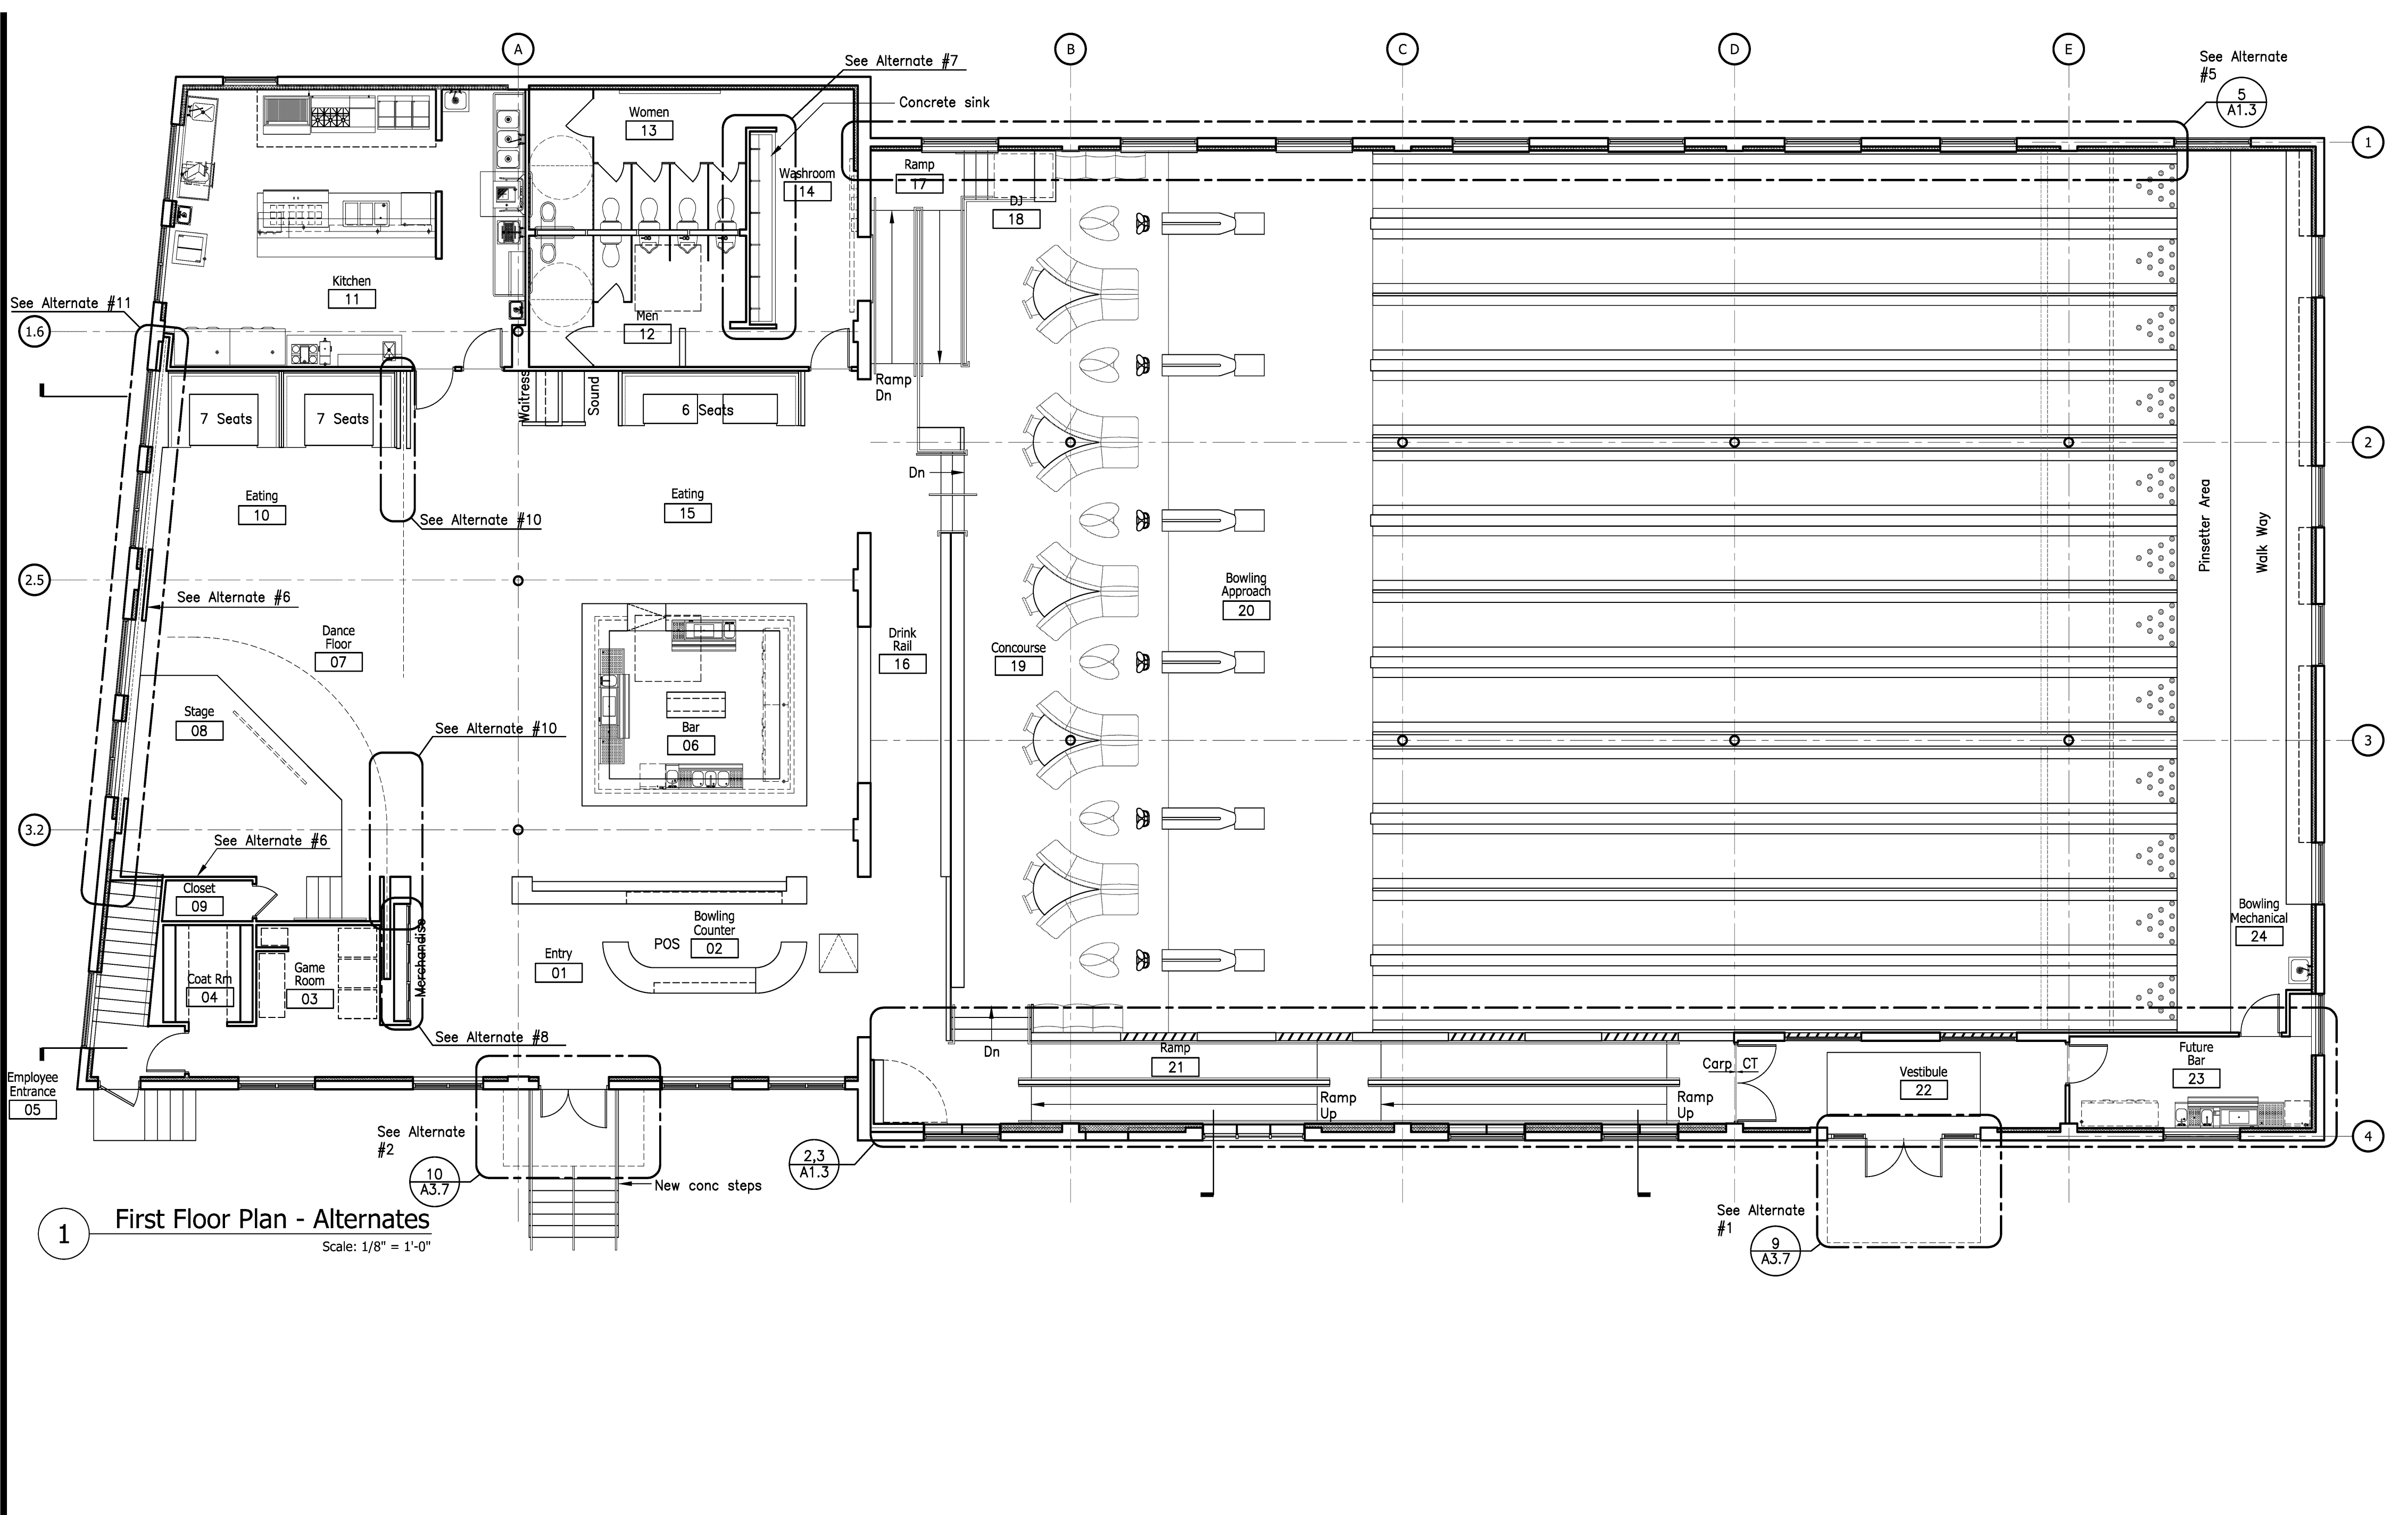 A
B
C
D
E
See Alternate #7
See Alternate
#5
5
A1.3
Concrete sink
Women
13
1
Ramp
17
Washroom
14
DJ
18
Kitchen
11
See Alternate #11
1.6
Men
12
Ramp
Dn
7 Seats
7 Seats
Waitress
Sound
6 Seats
2
Dn
Eating
10
Eating
15
See Alternate #10
Pinsetter Area
Walk Way
2.5
See Alternate #6
Bowling
Approach
20
Dance
Floor
07
Drink
Rail
16
Concourse
19
Stage
08
See Alternate #10
Bar
06
3
3.2
See Alternate #6
Closet
09
Merchandise
Bowling
Counter
02
POS
Entry
01
Bowling
Mechanical
24
Coat Rm
04
Game
Room
03
See Alternate #8
Dn
Ramp
21
Carp
CT
Vestibule
22
Future
Bar
23
Employee
Entrance
05
Ramp
Up
Ramp
Up
See Alternate
#2
10
A3.7
2,3
A1.3
4
New conc steps
See Alternate
#1
9
A3.7
1
First Floor Plan - Alternates
Scale: 1/8" = 1'-0"